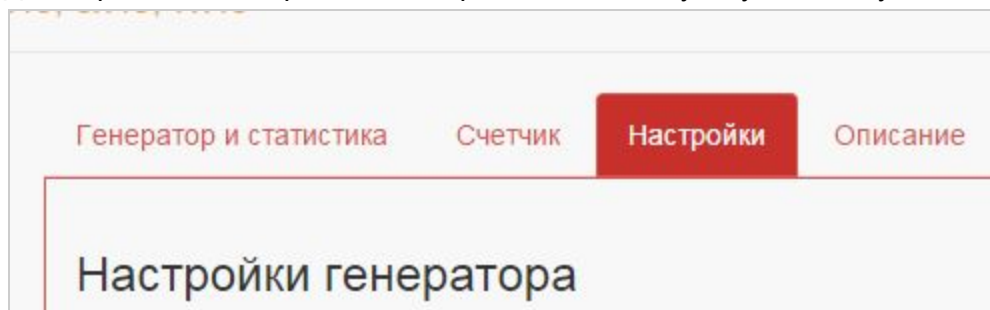 Генератор и статистика Счетчик Настройки Описание
Настройки генератора